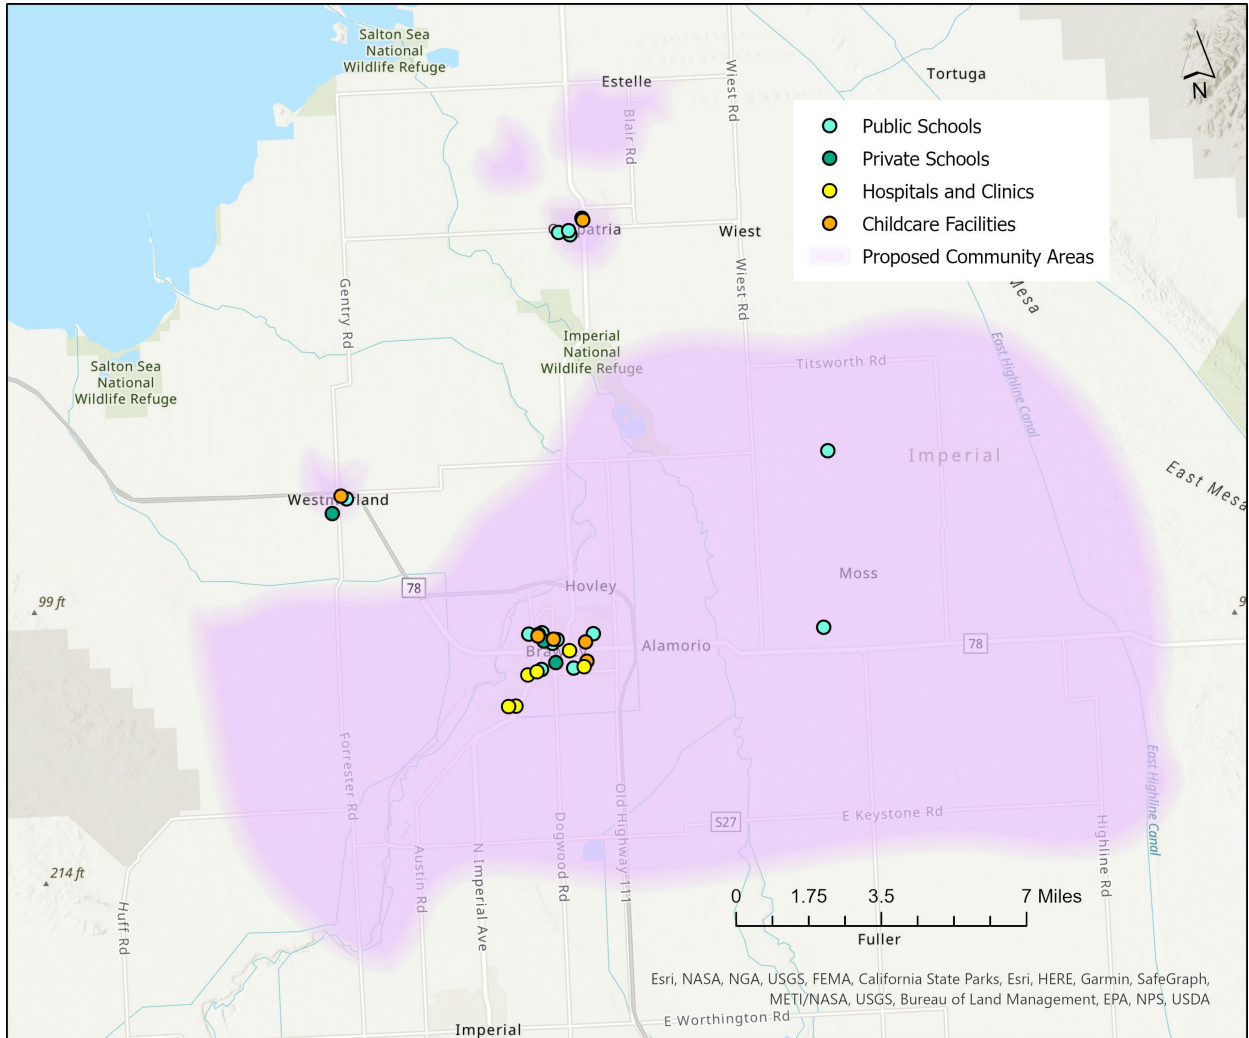 Salton Sea
National
Wildlife Refuge
Estelle
Wiest Rd
Tortuga
N
Blair Rd
Public Schools
Private Schools
Hospitals and Clinics
Childcare Facilities
Proposed Community Areas
patria
Wiest
Wiest Rd
Mesa
Gentry Rd
Imperial
National
Wildlife Refuge
Titsworth Rd
East Highline Canal
Salton Sea
National
Wildlife Refuge
Imperial
East Mesa
Westm land
78
Hovley
Moss
99 ft
9
Braw
Alamorio
78
Forrester Rd
Old Highway 111
East Highline Canal
S27
E Keystone Rd
Dogwood Rd
Austin Rd
N Imperial Ave
Highline Rd
214 ft
Huff Rd
0 1.75 3.5 7 Miles
Fuller
Esri, NASA, NGA, USGS, FEMA, California State Parks, Esri, HERE, Garmin, SafeGraph,
METI/NASA, USGS, Bureau of Land Management, EPA, NPS, USDA
E Worthington Rd
Imperial